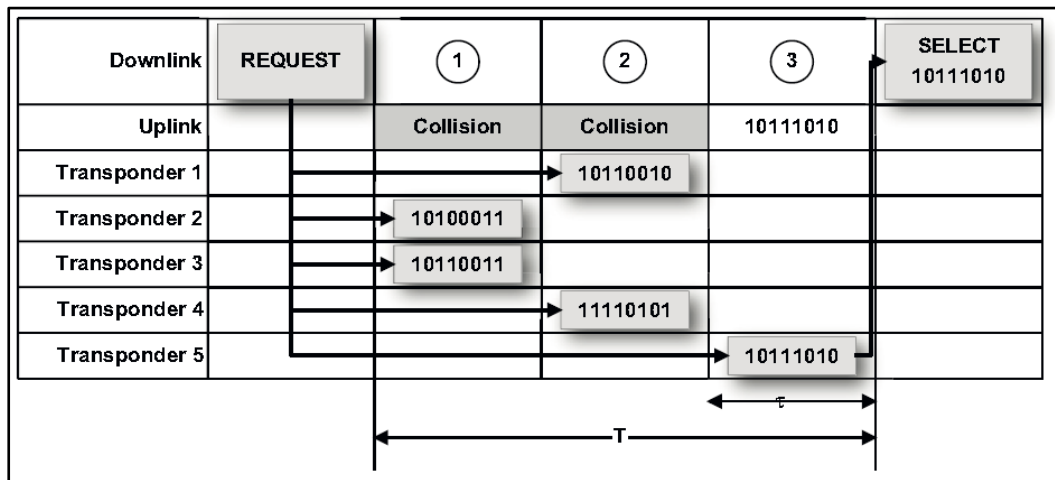 Downlink REQUEST 1 2 3 SELECT
10111010
Uplink Collision Collision 10111010
Transponder 1 10110010
Transponder 2 10100011
Transponder 3 10110011
Transponder 4 11110101
Transponder 5 10111010
τ
T